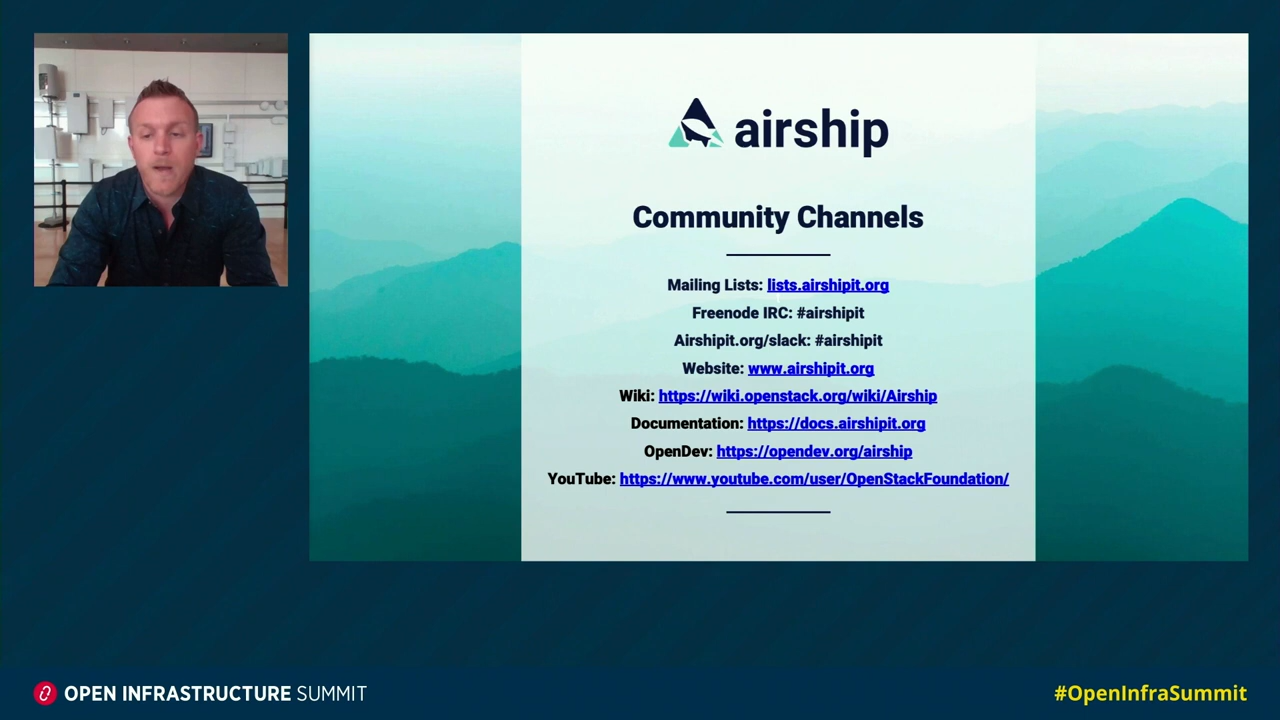 airship
Community Channels
Mailing Lists: lists.airshipit.org
Freenode IRC: #airshipit
Airshipit.org/slack: #airshipit
Website: www.airshipit.org
Wiki: https://wiki.openstack.org/wiki/Airship
Documentation: https://docs.airshipit.org
OpenDev: https://opendev.org/airship
YouTube: https://www.youtube.com/user/OpenStackFoundation/
OPEN INFRASTRUCTURE SUMMIT
#OpenInfraSummit